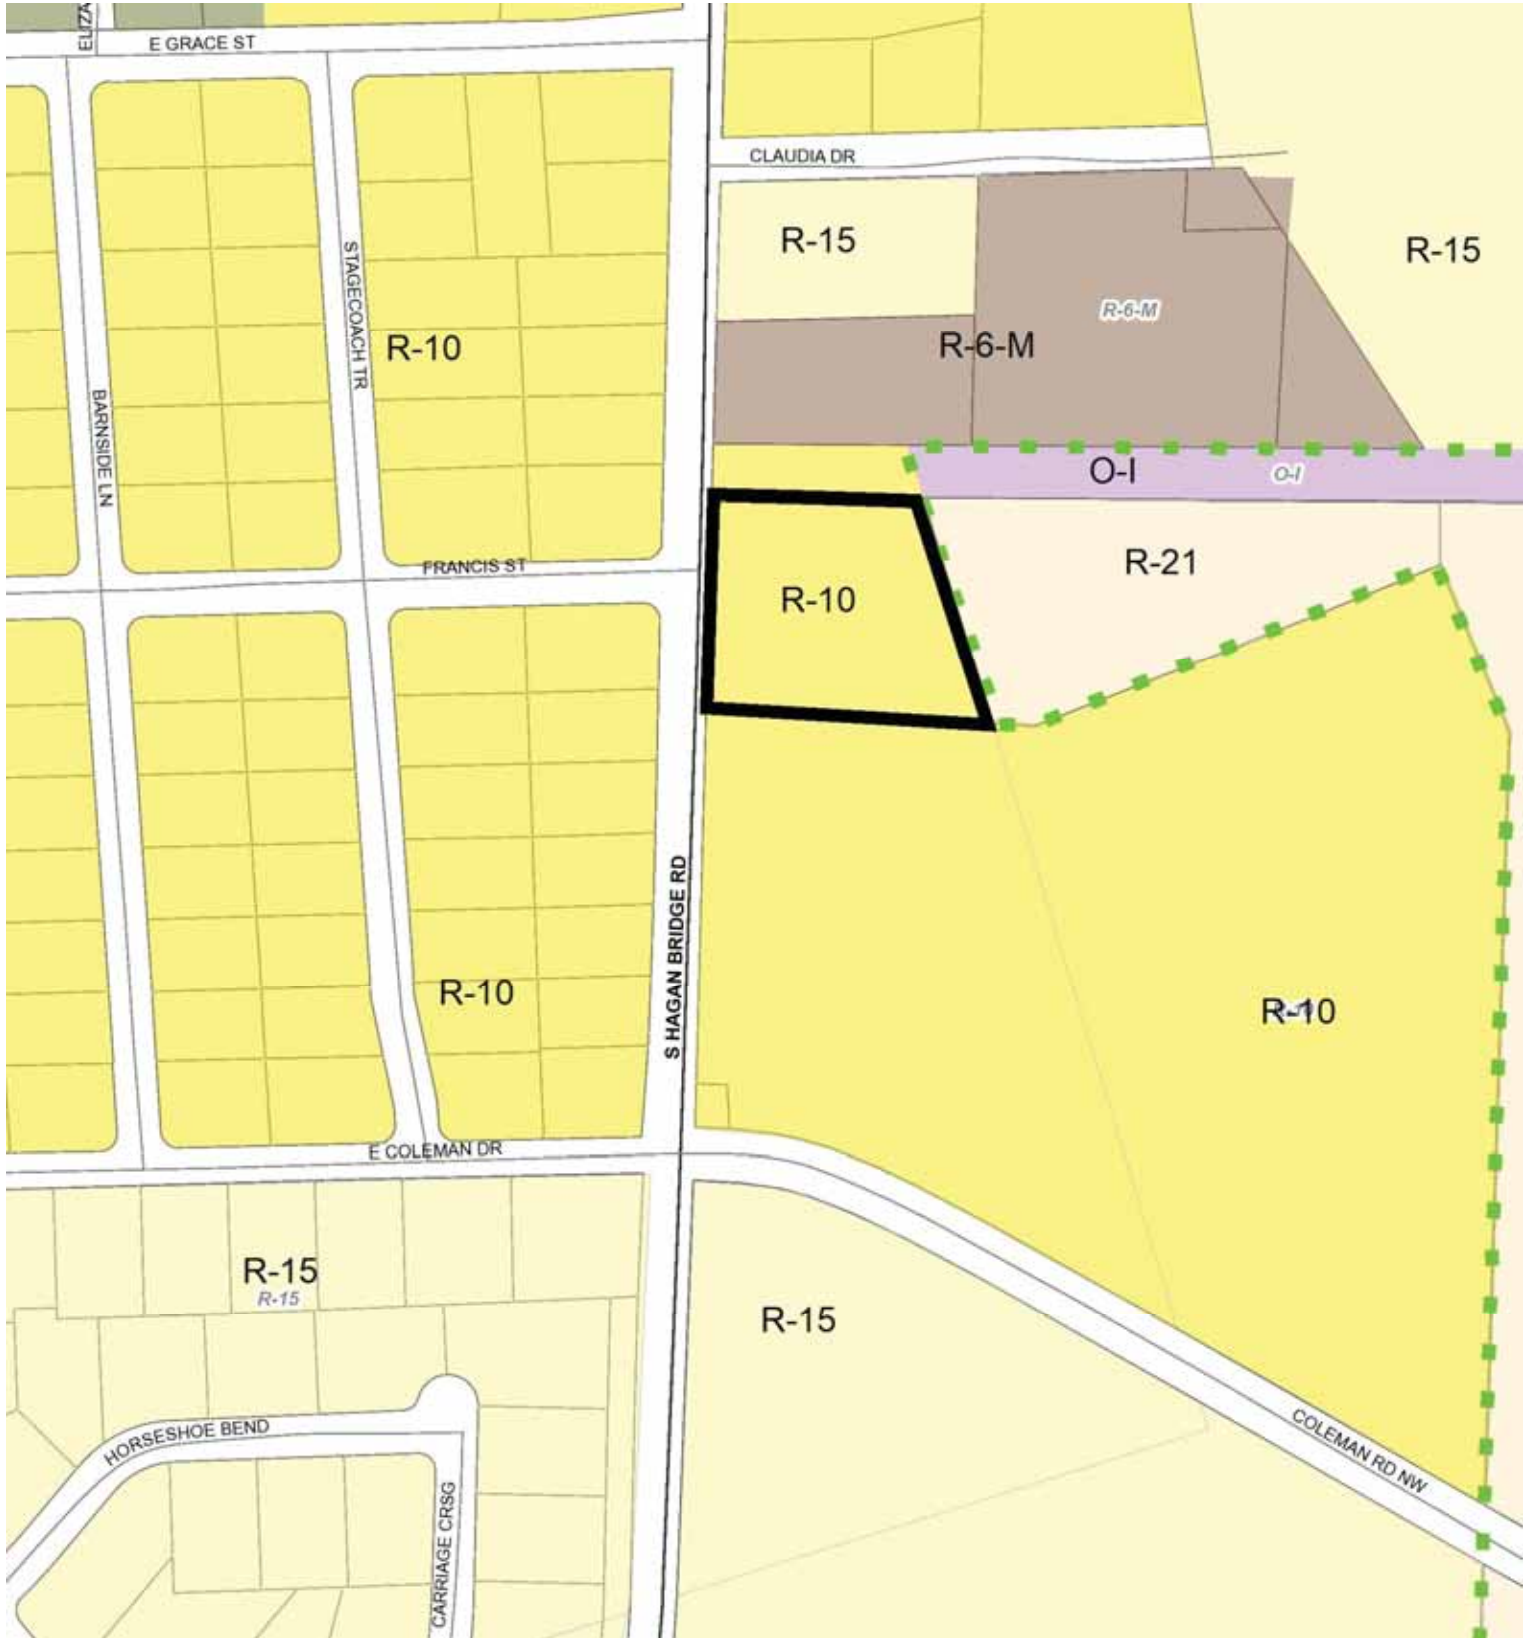 ELIZA
E GRACE ST
CLAUDIA DR
R-15
R-15
STAGECOACH TR
R-6-M
R-10
R-6-M
BARNSIDE LN
O-I
O-I
FRANCIS ST
R-21
R-10
S HAGAN BRIDGE RD
R-10
R-10
E COLEMAN DR
R-15
R-15
R-15
HORSESHOE BEND
COLEMAN RD NW
CARRIAGE CRSG